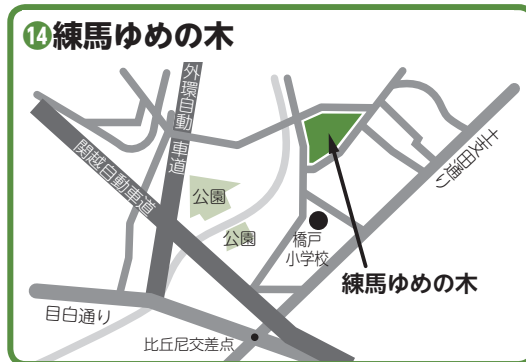 ⑭練馬ゆめの木
外環自動車道
関越自動車道
土支田通り
公園
公園
橋戸
小学校
練馬ゆめの木
目白通り
比丘尼交差点